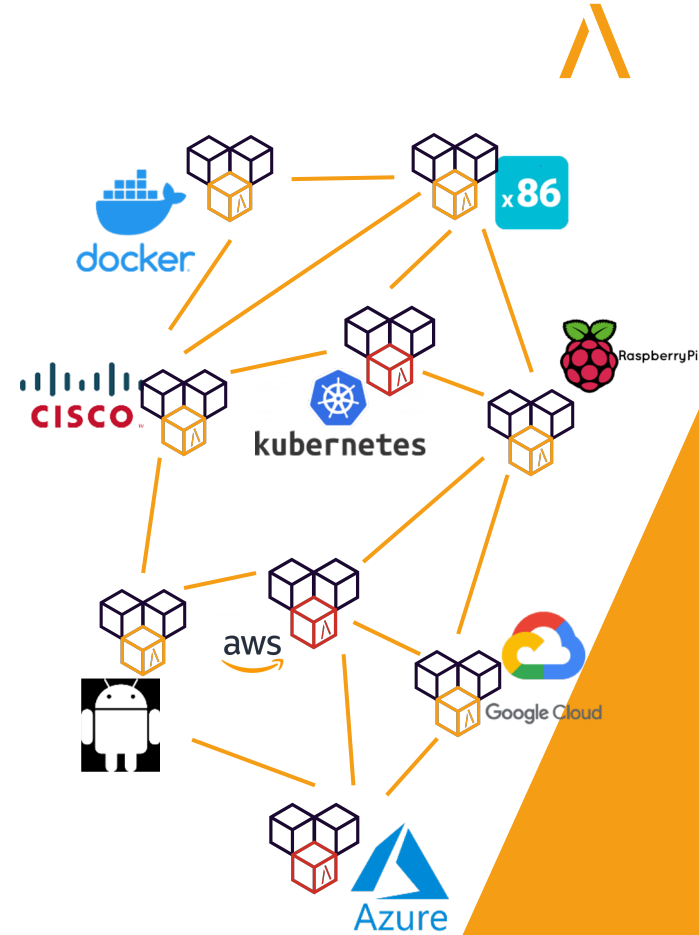 x86
docker
RaspberryPi
CISCO
kubernetes
aws
Google Cloud
Azure